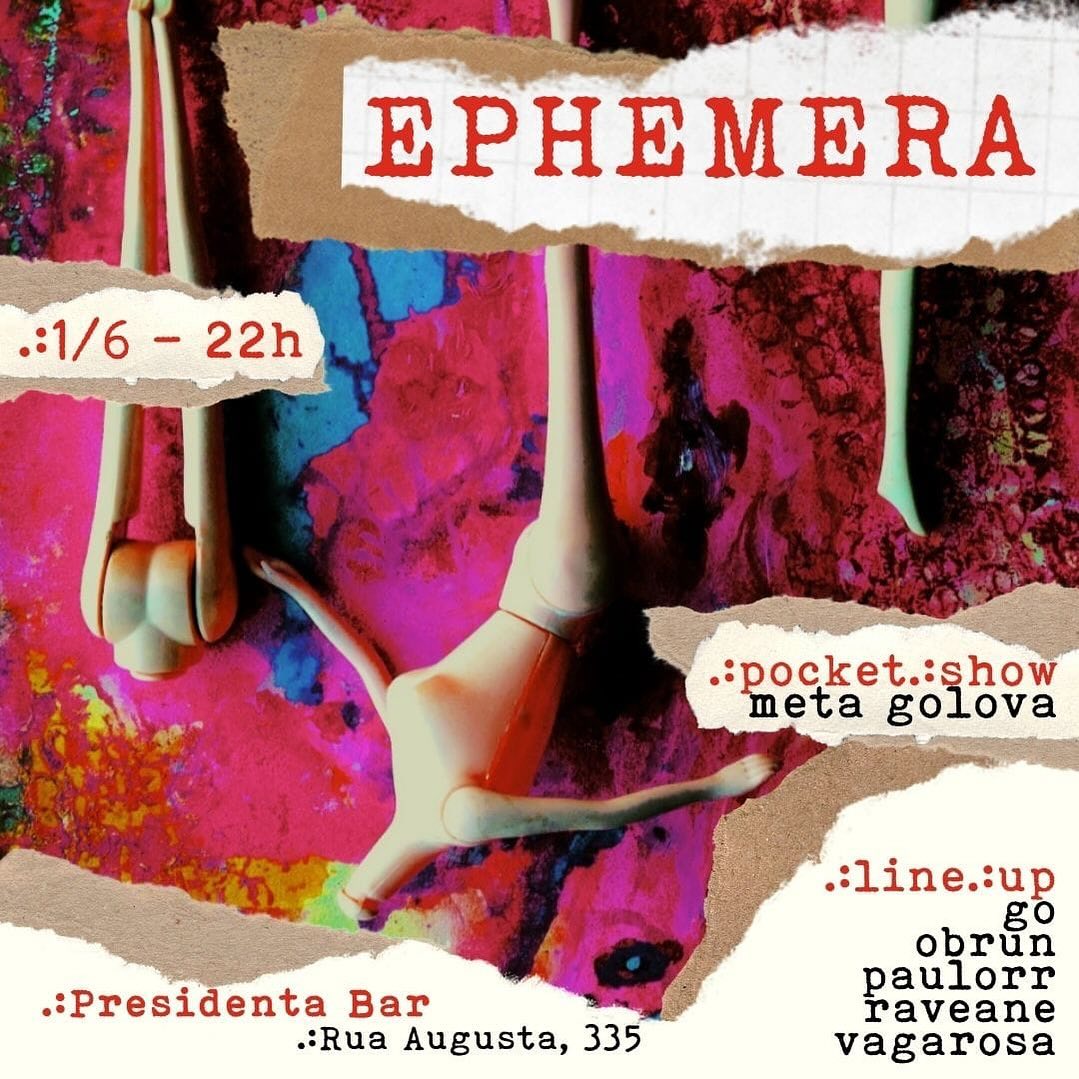 EPHEMERA
.:1/6 - 22h
.:pocket.:show
meta golova
.:line.:up
go
obrun
paulorr
raveane
vagarosa
.:Presidenta Bar
.:Rua Augusta, 335